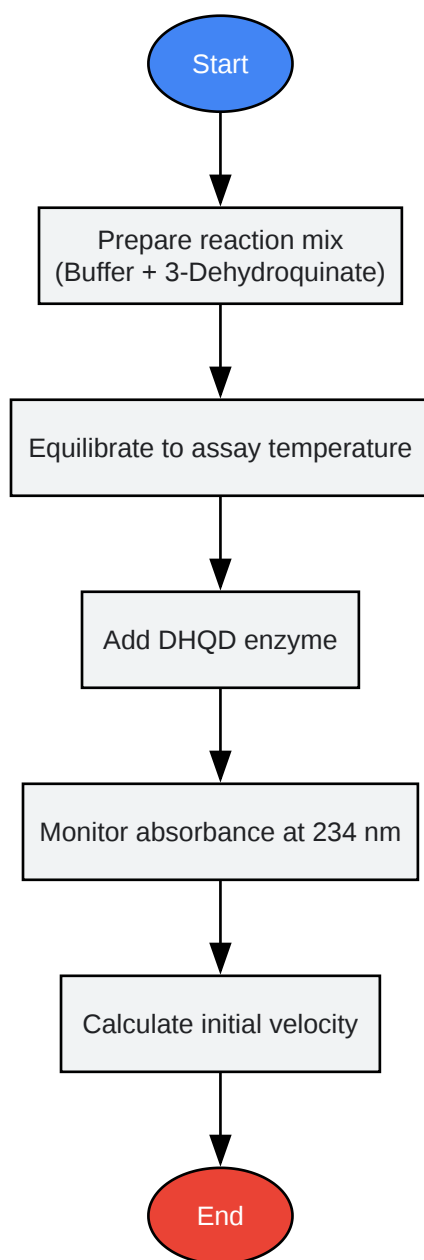 Start
Prepare reaction mix
(Buffer + 3-Dehydroquinate)
Equilibrate to assay temperature
Add DHQD enzyme
Monitor absorbance at 234 nm
Calculate initial velocity
End